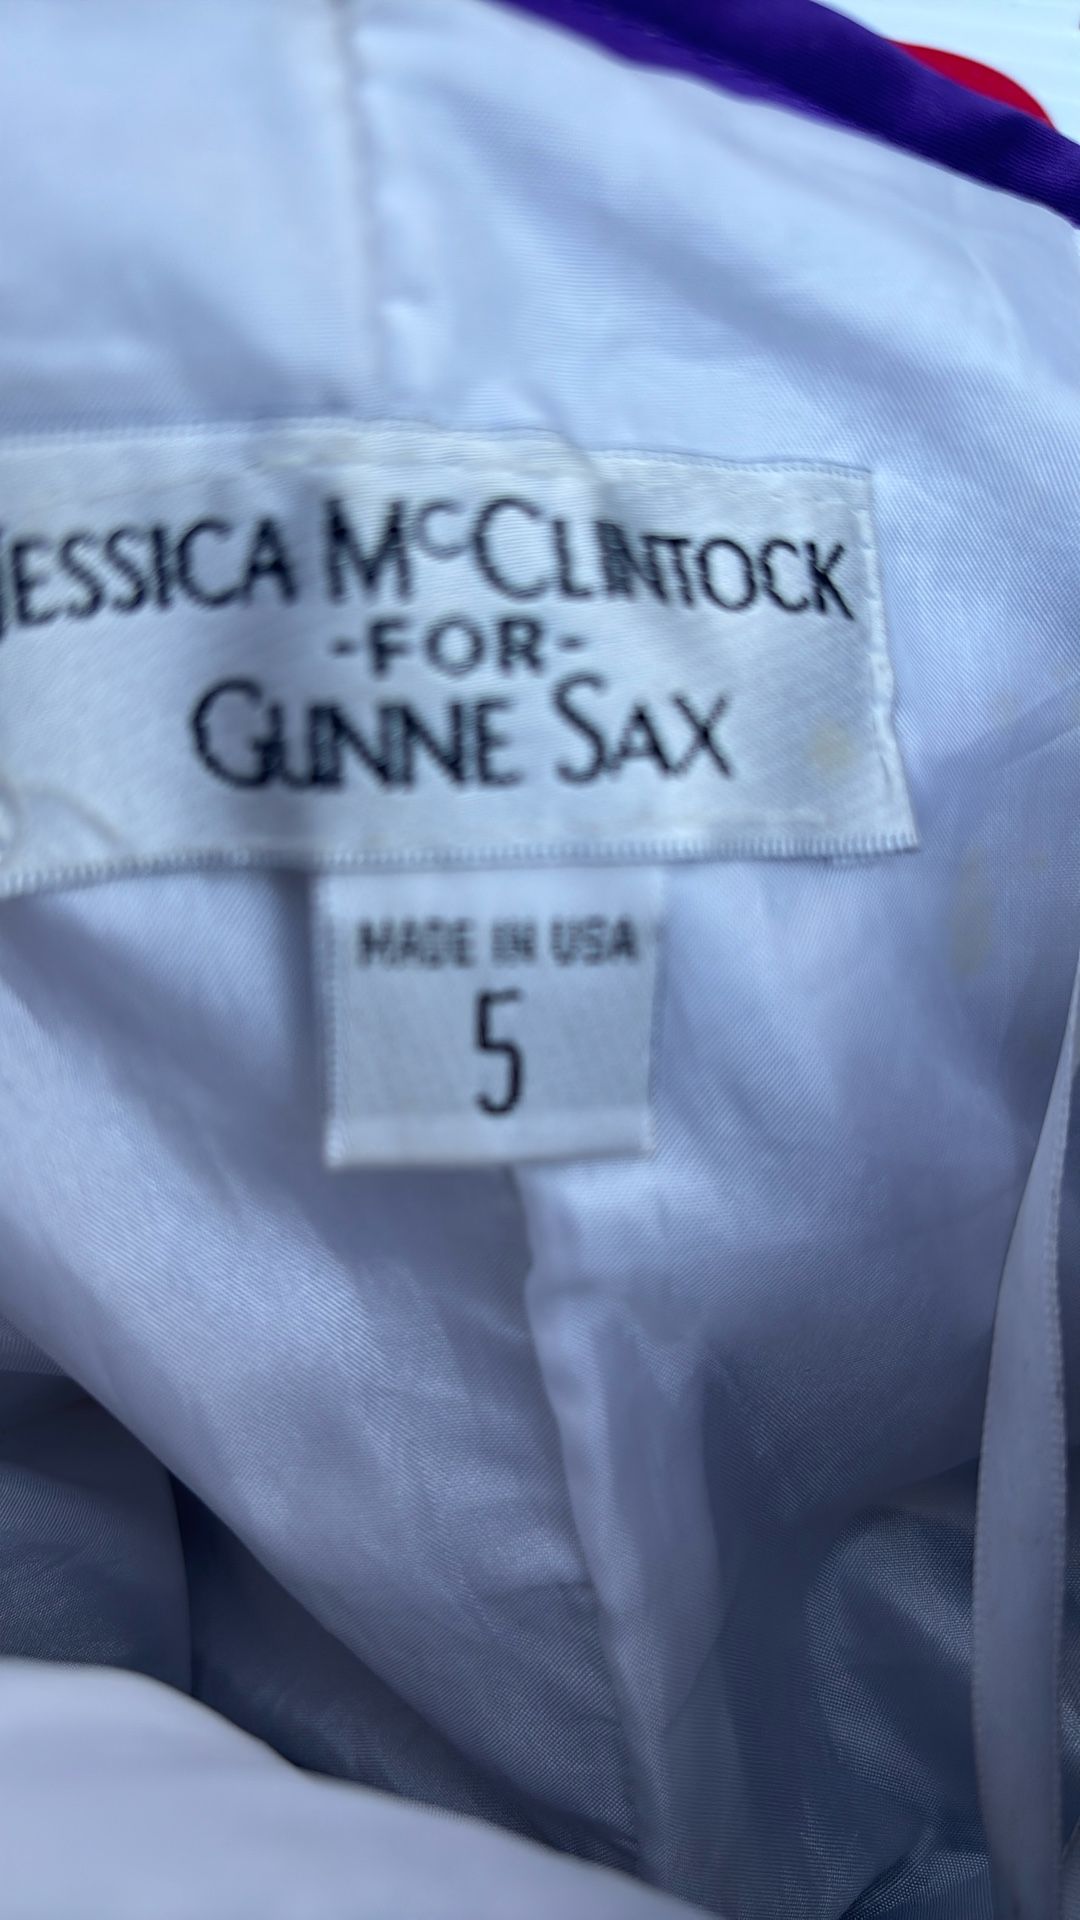 JESSICA McCLINTOCK
-FOR-
GUNNE SAX
MADE IN USA
5